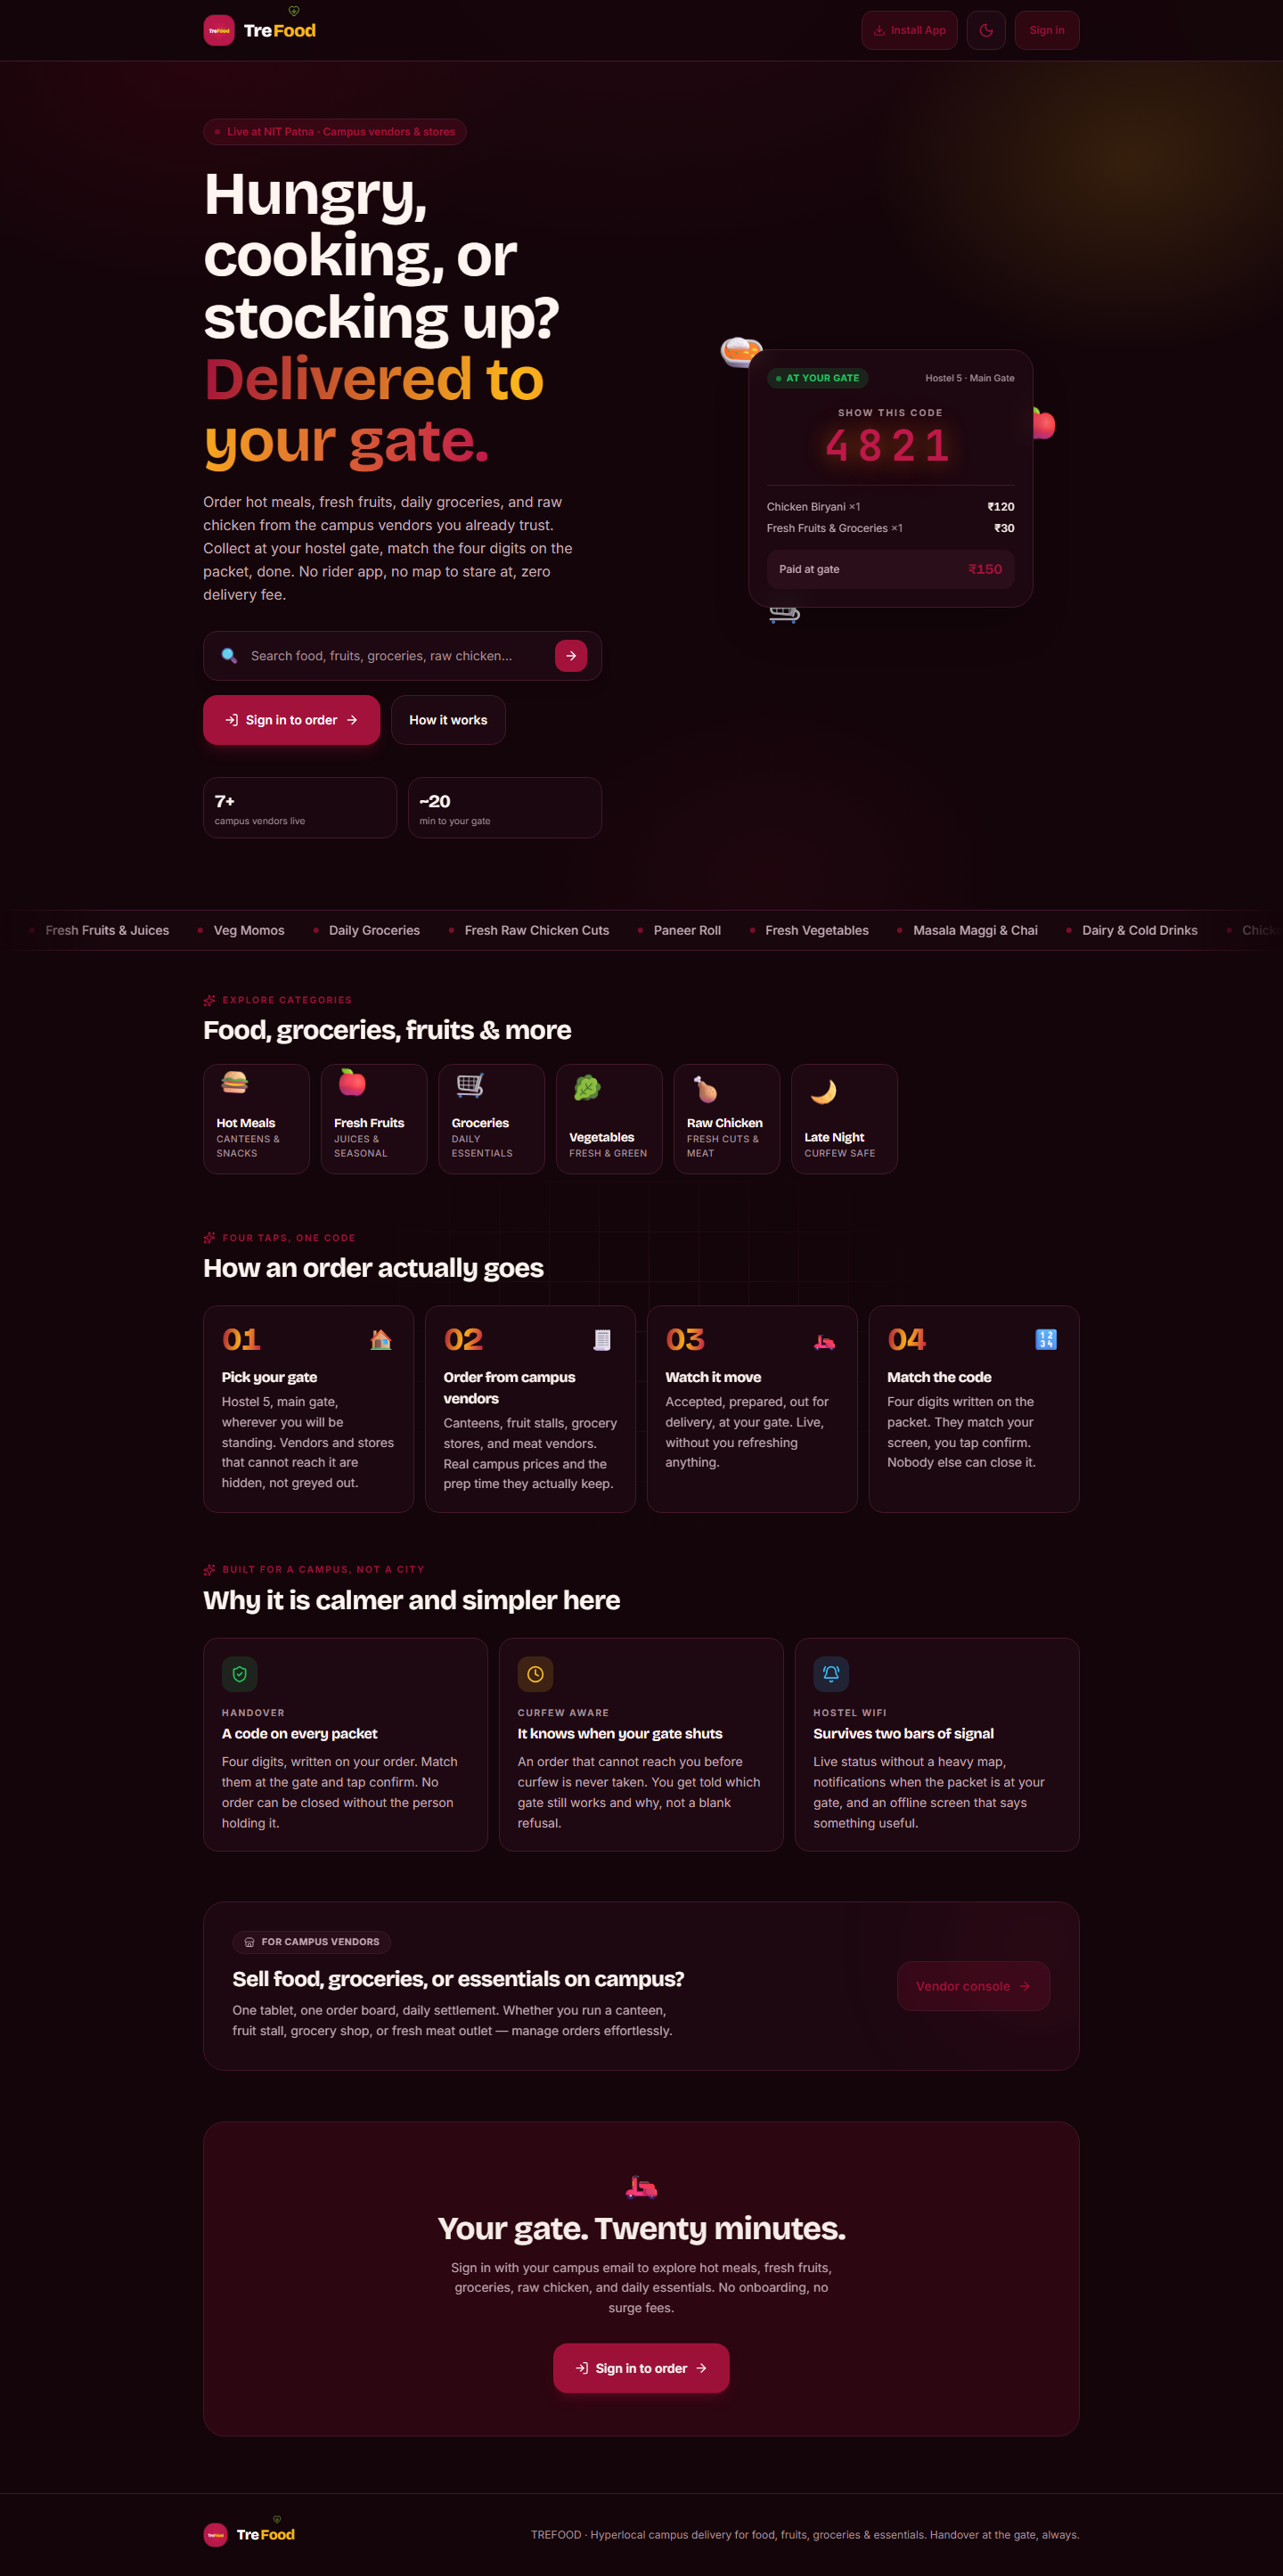 TreFood
TreFood
Install App
Sign in
Live at NIT Patna · Campus vendors & stores
Hungry,
cooking, or
stocking up?
Delivered to
your gate.
Order hot meals, fresh fruits, daily groceries, and raw
chicken from the campus vendors you already trust.
Collect at your hostel gate, match the four digits on the
packet, done. No rider app, no map to stare at, zero
delivery fee.
Search food, fruits, groceries, raw chicken...
Sign in to order
How it works
7+
campus vendors live
~20
min to your gate
AT YOUR GATE
Hostel 5 · Main Gate
SHOW THIS CODE
4821
Chicken Biryani ×1
₹120
Fresh Fruits & Groceries ×1
₹30
Paid at gate
₹150
Fresh Fruits & Juices
Veg Momos
Daily Groceries
Fresh Raw Chicken Cuts
Paneer Roll
Fresh Vegetables
Masala Maggi & Chai
Dairy & Cold Drinks
EXPLORE CATEGORIES
Food, groceries, fruits & more
Hot Meals
CANTEENS &
SNACKS
Fresh Fruits
JUICES &
SEASONAL
Groceries
DAILY
ESSENTIALS
Vegetables
FRESH & GREEN
Raw Chicken
FRESH CUTS &
MEAT
Late Night
CURFEW SAFE
FOUR TAPS, ONE CODE
How an order actually goes
01
Pick your gate
Hostel 5, main gate,
wherever you will be
standing. Vendors and stores
that cannot reach it are
hidden, not greyed out.
02
Order from campus
vendors
Canteens, fruit stalls, grocery
stores, and meat vendors.
Real campus prices and the
prep time they actually keep.
03
Watch it move
Accepted, prepared, out for
delivery, at your gate. Live,
without you refreshing
anything.
04
1 2
3 4
Match the code
Four digits written on the
packet. They match your
screen, you tap confirm.
Nobody else can close it.
BUILT FOR A CAMPUS, NOT A CITY
Why it is calmer and simpler here
HANDOVER
A code on every packet
Four digits, written on your order. Match
them at the gate and tap confirm. No
order can be closed without the person
holding it.
CURFEW AWARE
It knows when your gate shuts
An order that cannot reach you before
curfew is never taken. You get told which
gate still works and why, not a blank
refusal.
HOSTEL WIFI
Survives two bars of signal
Live status without a heavy map,
notifications when the packet is at your
gate, and an offline screen that says
something useful.
FOR CAMPUS VENDORS
Sell food, groceries, or essentials on campus?
One tablet, one order board, daily settlement. Whether you run a canteen,
fruit stall, grocery shop, or fresh meat outlet — manage orders effortlessly.
Vendor console
Your gate. Twenty minutes.
Sign in with your campus email to explore hot meals, fresh fruits,
groceries, raw chicken, and daily essentials. No onboarding, no
surge fees.
Sign in to order
TreFood
TreFood
TREFOOD · Hyperlocal campus delivery for food, fruits, groceries & essentials. Handover at the gate, always.